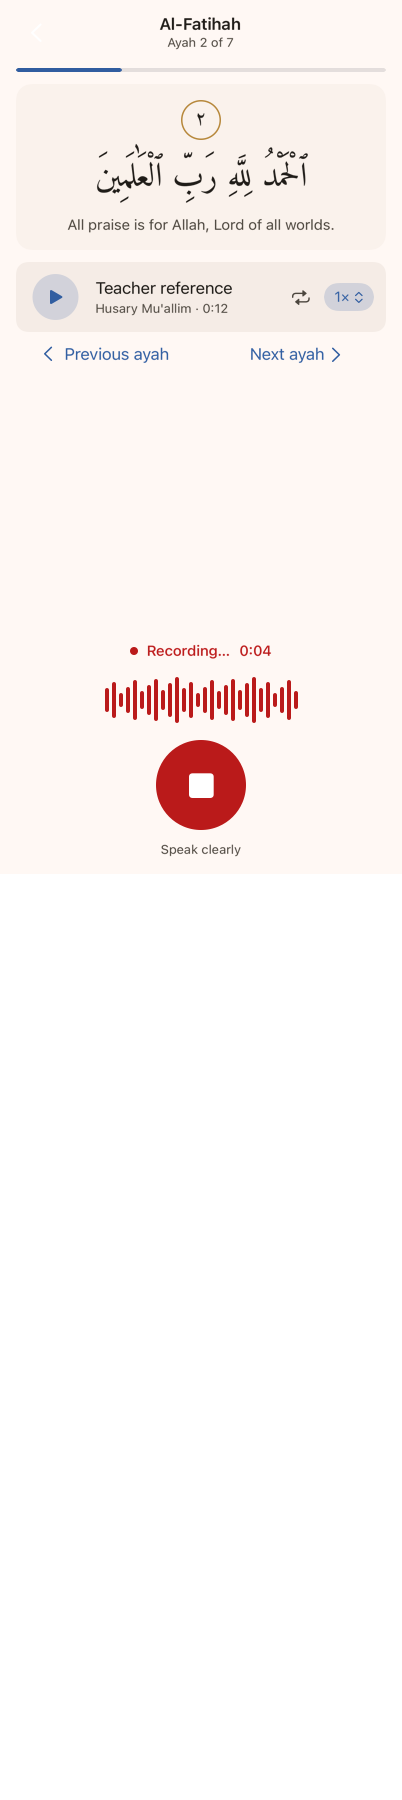 Al-Fatihah
Ayah 2 of 7
٢
ٱلْحَمْدُ لِلَّهِ رَبِّ ٱلْعَٰلَمِينَ
All praise is for Allah, Lord of all worlds.
Teacher reference
Husary Mu'allim · 0:12
1×
Previous ayah
Next ayah
Recording... 0:04
Speak clearly